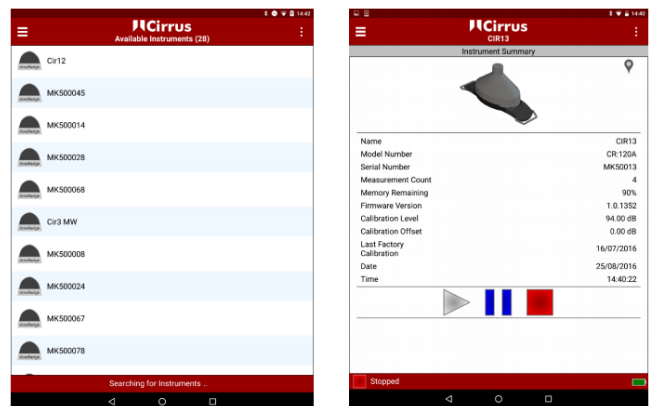 14:42
Cirrus
Available Instruments (28)
Cir12
MK500045
MK500014
MK500028
MK500068
Cir3 MW
MK500008
MK500024
MK500067
MK500078
Searching for Instruments ..
14:40
Cirrus
CIR13
Instrument Summary
Name CIR13
Model Number CR:120A
Serial Number MK50013
Measurement Count 4
Memory Remaining 90%
Firmware Version 1.0.1352
Calibration Level 94.00 dB
Calibration Offset 0.00 dB
Last Factory
Calibration 16/07/2016
Date 25/08/2016
Time 14:40:22
Stopped